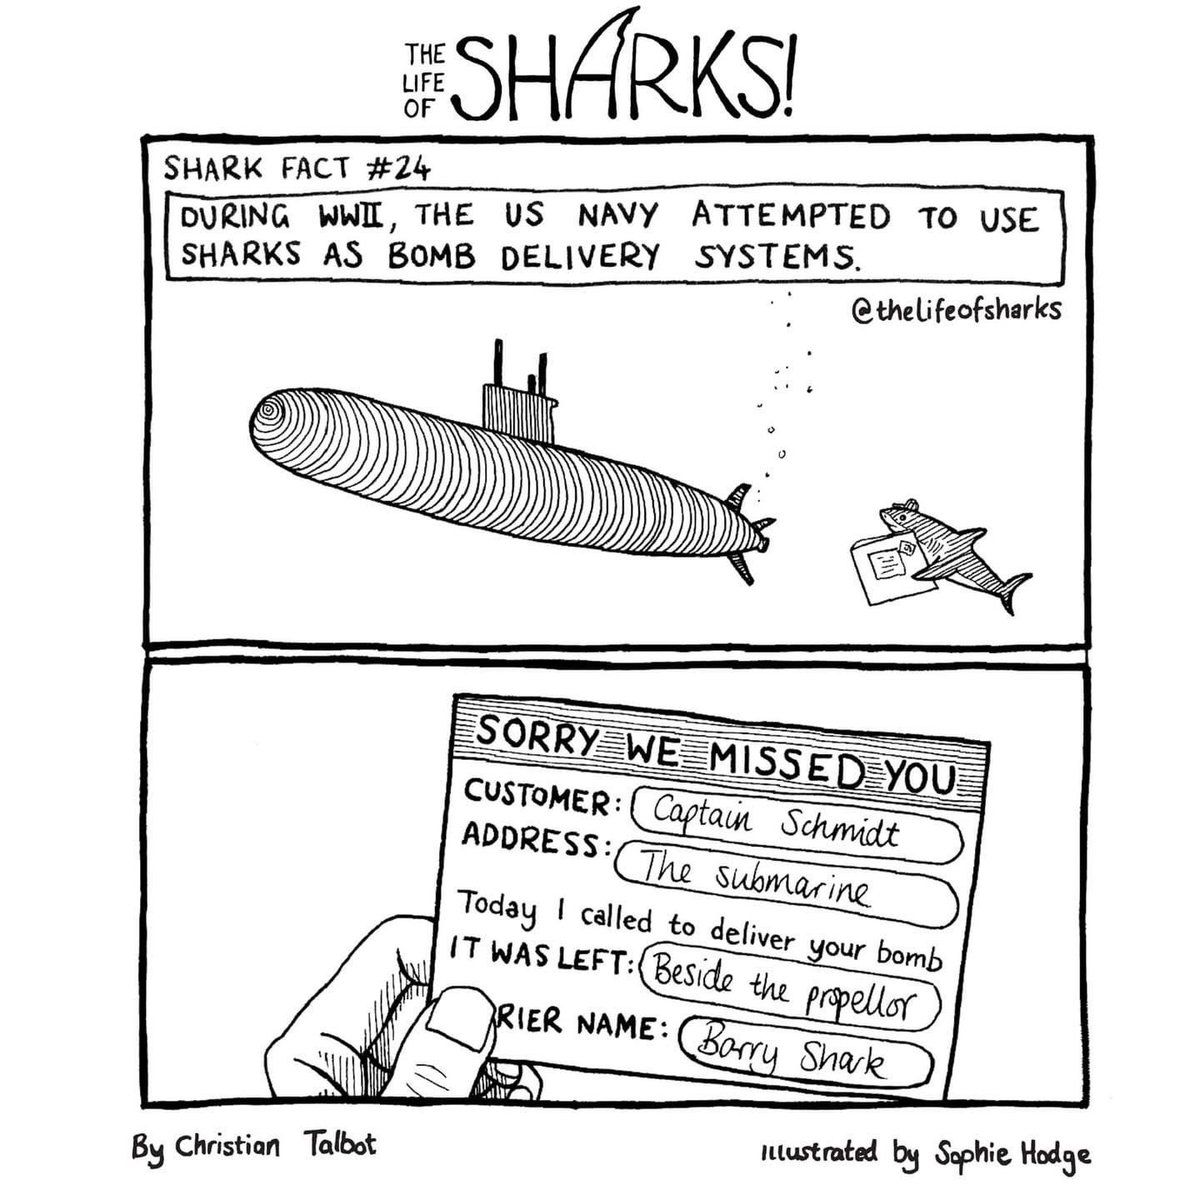 THE LIFE OF SHARKS!
SHARK FACT #24
DURING WWII, THE US NAVY ATTEMPTED TO USE
SHARKS AS BOMB DELIVERY SYSTEMS.
@thelifeofsharks
SORRY WE MISSED YOU
CUSTOMER: Captain Schmidt
ADDRESS: The submarine
Today I called to deliver your bomb
IT WAS LEFT: Beside the propellor
RIER NAME: Barry Shark
By Christian Talbot
Illustrated by Sophie Hodge